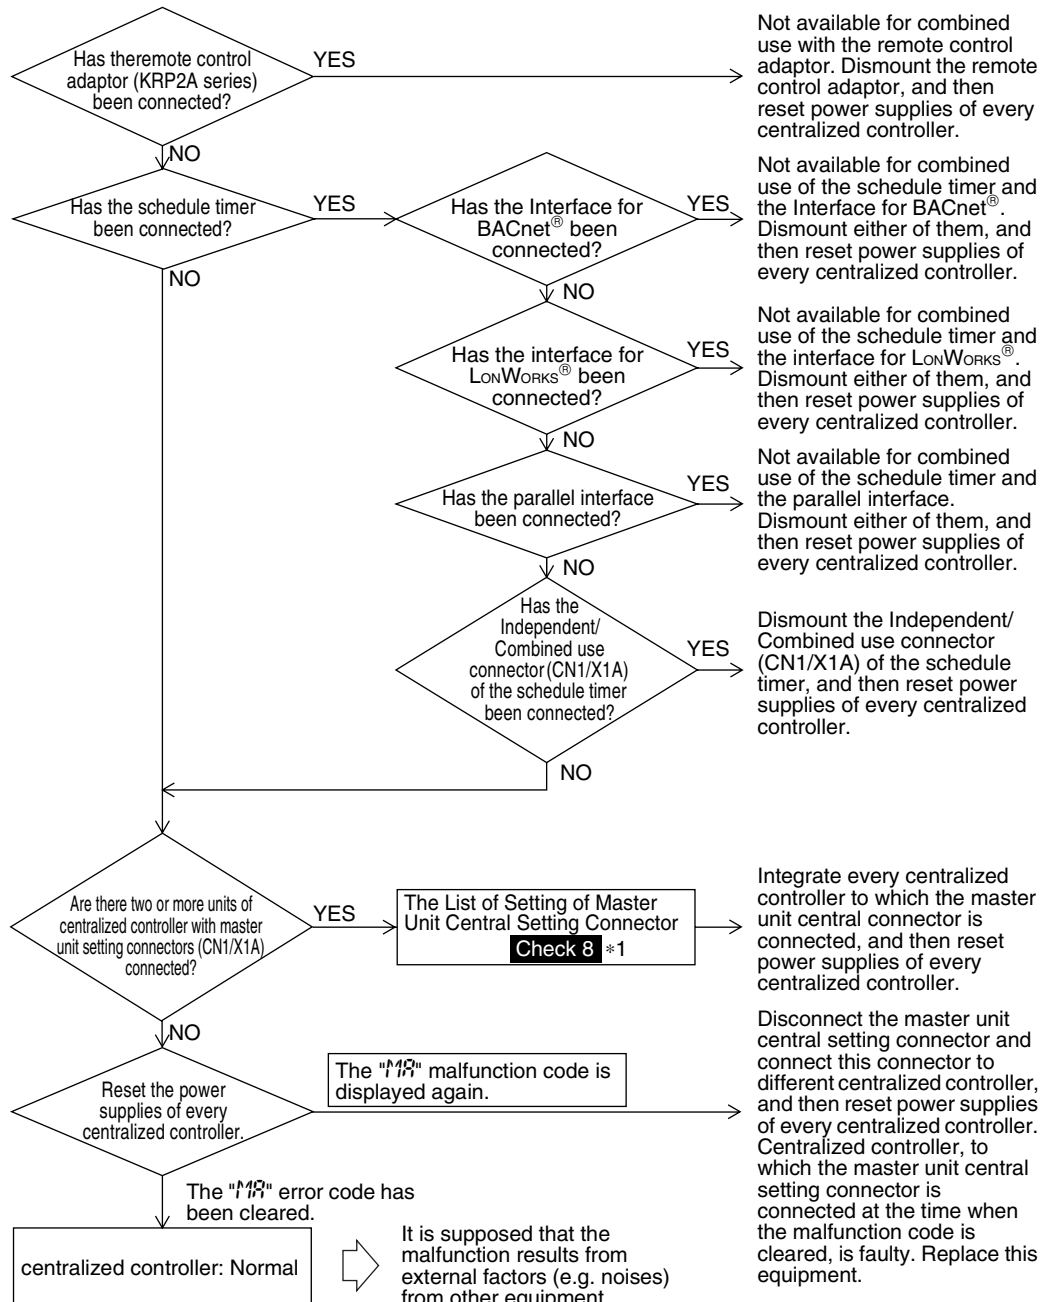 Has theremote control
adaptor (KRP2A series)
been connected?
YES
Not available for combined
use with the remote control
adaptor. Dismount the remote
control adaptor, and then
reset power supplies of every
centralized controller.
NO
Has the schedule timer
been connected?
YES
Has the Interface for
BACnet® been
connected?
YES
Not available for combined
use of the schedule timer and
the Interface for BACnet®.
Dismount either of them, and
then reset power supplies of
every centralized controller.
NO
NO
Has the interface for
LONWORKS® been
connected?
YES
Not available for combined
use of the schedule timer and
the interface for LONWORKS®.
Dismount either of them, and
then reset power supplies of
every centralized controller.
NO
Has the parallel interface
been connected?
YES
Not available for combined
use of the schedule timer and
the parallel interface.
Dismount either of them, and
then reset power supplies of
every centralized controller.
NO
Has the
Independent/
Combined use
connector (CN1/X1A)
of the schedule timer
been connected?
YES
Dismount the Independent/
Combined use connector
(CN1/X1A) of the schedule
timer, and then reset power
supplies of every centralized
controller.
NO
Are there two or more units of
centralized controller with master
unit setting connectors (CN1/X1A)
connected?
YES
The List of Setting of Master
Unit Central Setting Connector
Check 8 *1
Integrate every centralized
controller to which the master
unit central connector is
connected, and then reset
power supplies of every
centralized controller.
NO
Reset the power
supplies of every
centralized controller.
The "MA" malfunction code is
displayed again.
Disconnect the master unit
central setting connector and
connect this connector to
different centralized controller,
and then reset power supplies
of every centralized controller.
Centralized controller, to
which the master unit central
setting connector is
connected at the time when
the malfunction code is
cleared, is faulty. Replace this
equipment.
The "MA" error code has
been cleared.
centralized controller: Normal
It is supposed that the
malfunction results from
external factors (e.g. noises)
from other equipment